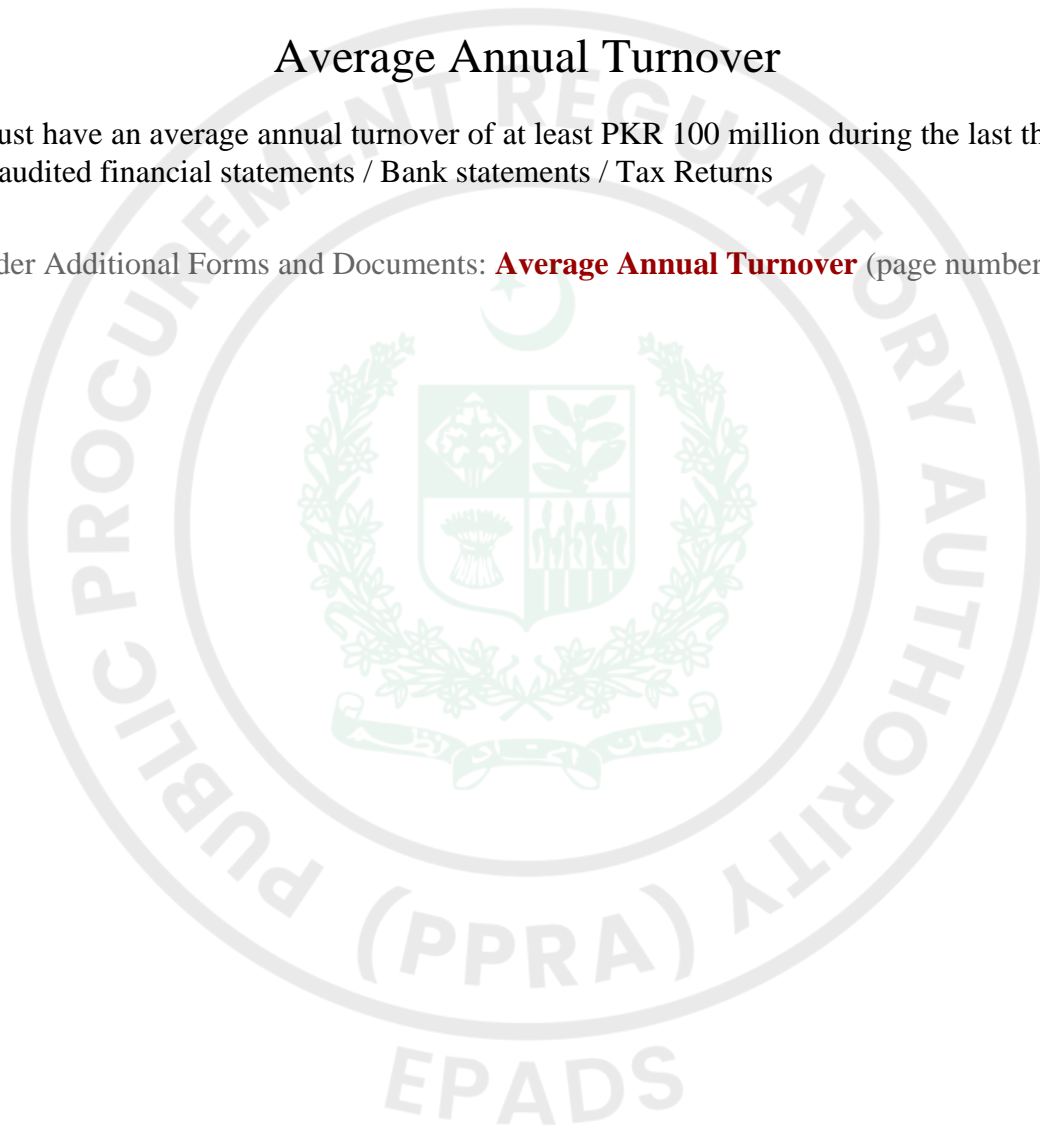 Average Annual Turnover
ust have an average annual turnover of at least PKR 100 million during the last th
audited financial statements / Bank statements / Tax Returns
der Additional Forms and Documents: Average Annual Turnover (page number
PUBLIC PROCUREMENT REGULATORY AUTHORITY
(PPRA)
EPADS